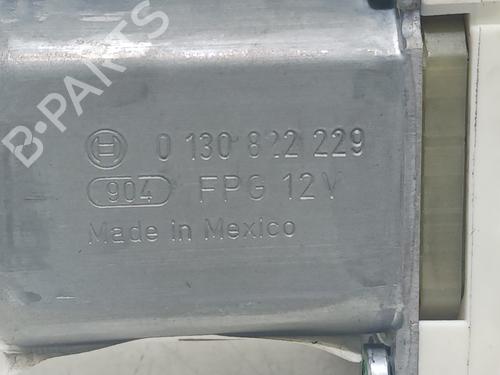 B-PARTS
0 130 822 229
904 FPG 12V
Made in Mexico